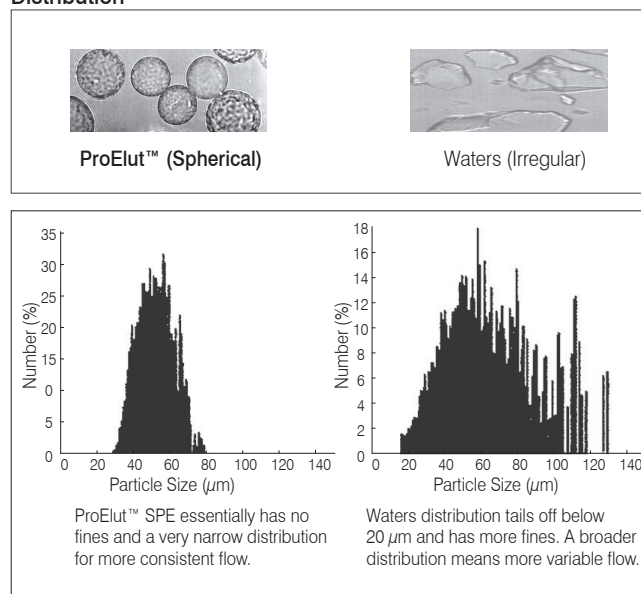 Distribution
ProElut™ (Spherical)
Waters (Irregular)
Number (%)
35
30
25
20
15
0
5
0
0 20 40 60 80 100 120 140
Particle Size (µm)
ProElut™ SPE essentially has no
fines and a very narrow distribution
for more consistent flow.
Number (%)
18
16
14
12
10
8
6
4
2
0
0 20 40 60 80 100 120 140
Particle Size (µm)
Waters distribution tails off below
20 µm and has more fines. A broader
distribution means more variable flow.